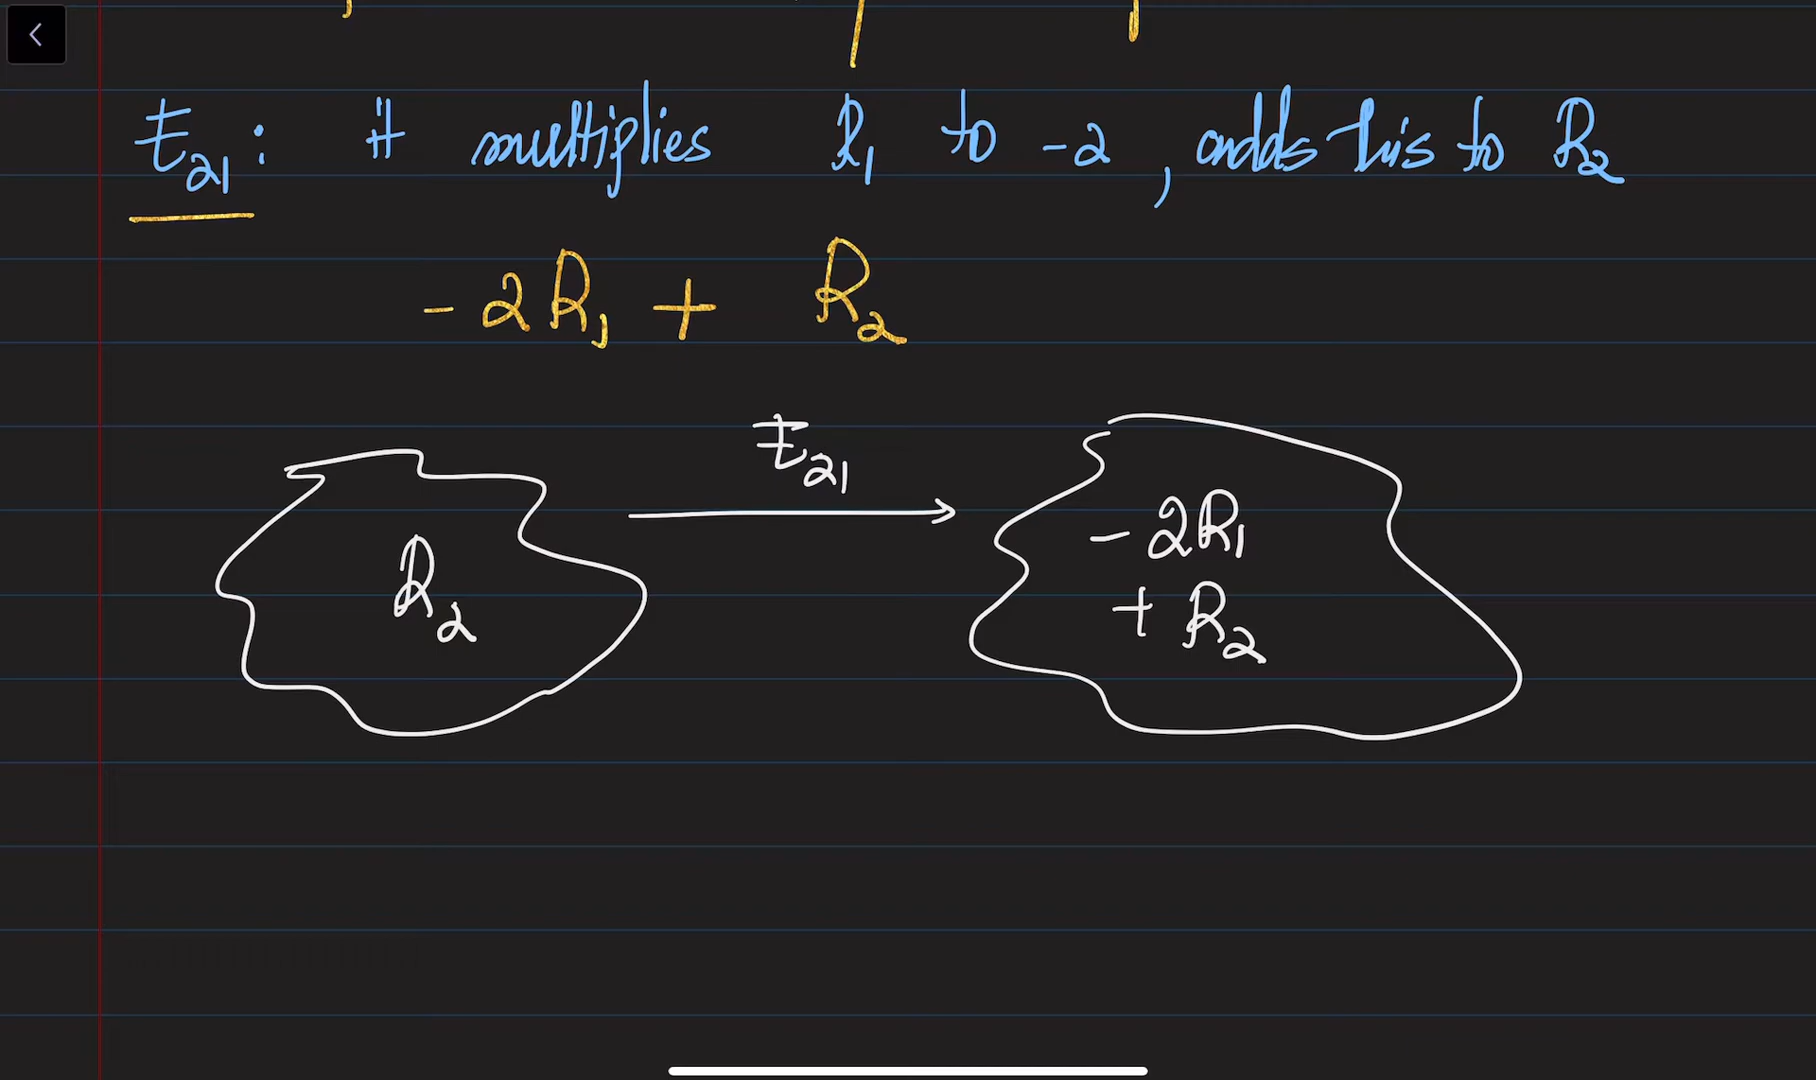 E₂₁ : it multiplies R₁ to -2, adds this to R₂
-2R₁ + R₂
E₂₁
R₂
-2R₁
+ R₂